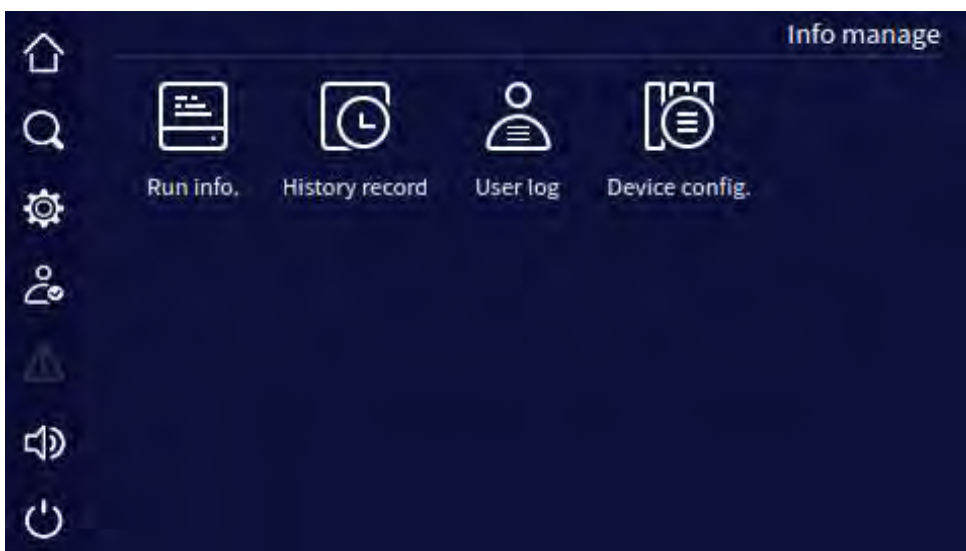 Info manage
Run info.
History record
User log
Device config.